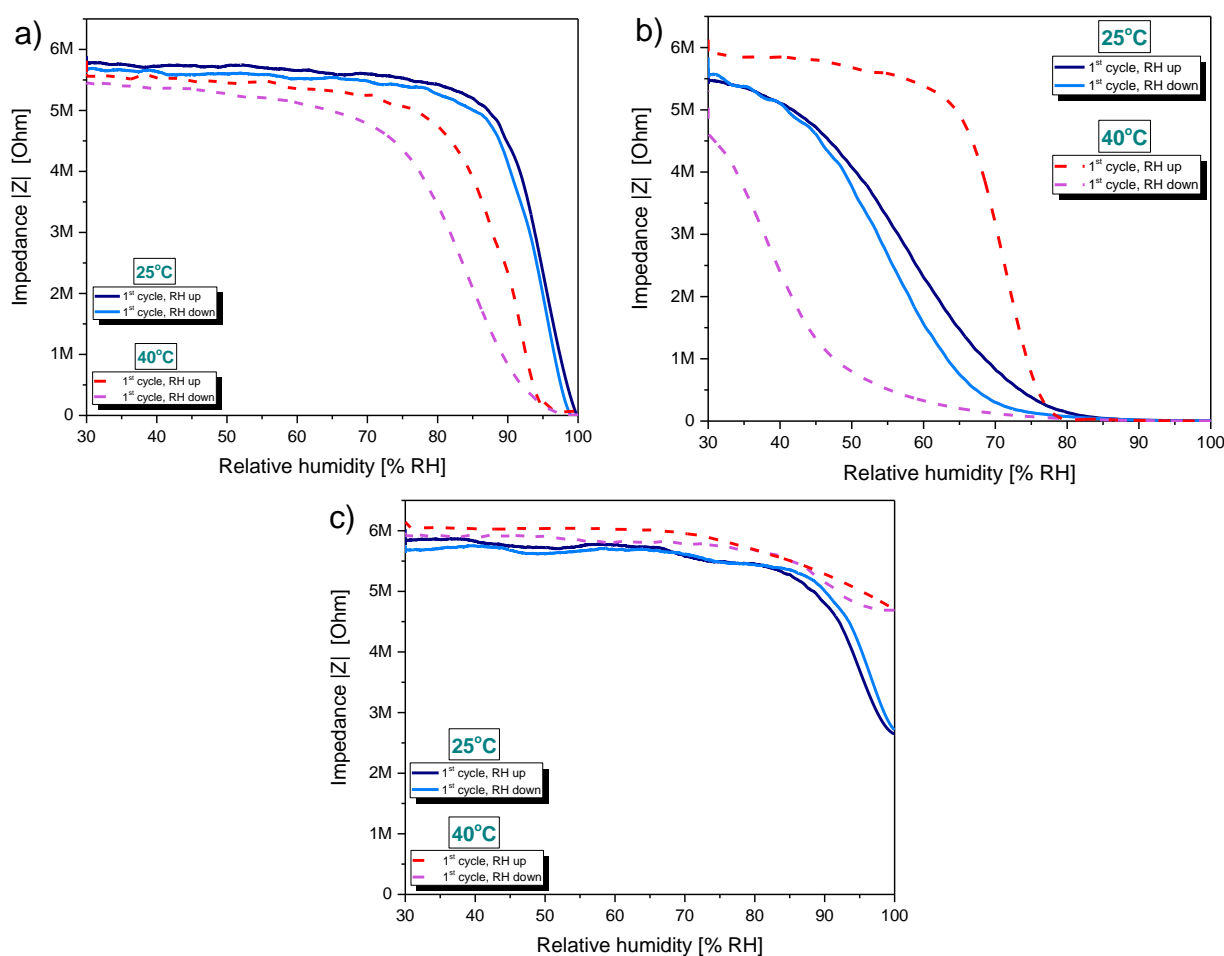 a)
Impedance |Z| [Ohm]
6M
5M
4M
3M
2M
1M
0
25°C
1st cycle, RH up
1st cycle, RH down
40°C
1st cycle, RH up
1st cycle, RH down
30 40 50 60 70 80 90 100
Relative humidity [% RH]
b)
Impedance |Z| [Ohm]
6M
5M
4M
3M
2M
1M
0
25°C
1st cycle, RH up
1st cycle, RH down
40°C
1st cycle, RH up
1st cycle, RH down
30 40 50 60 70 80 90 100
Relative humidity [% RH]
c)
Impedance |Z| [Ohm]
6M
5M
4M
3M
2M
1M
0
25°C
1st cycle, RH up
1st cycle, RH down
40°C
1st cycle, RH up
1st cycle, RH down
30 40 50 60 70 80 90 100
Relative humidity [% RH]